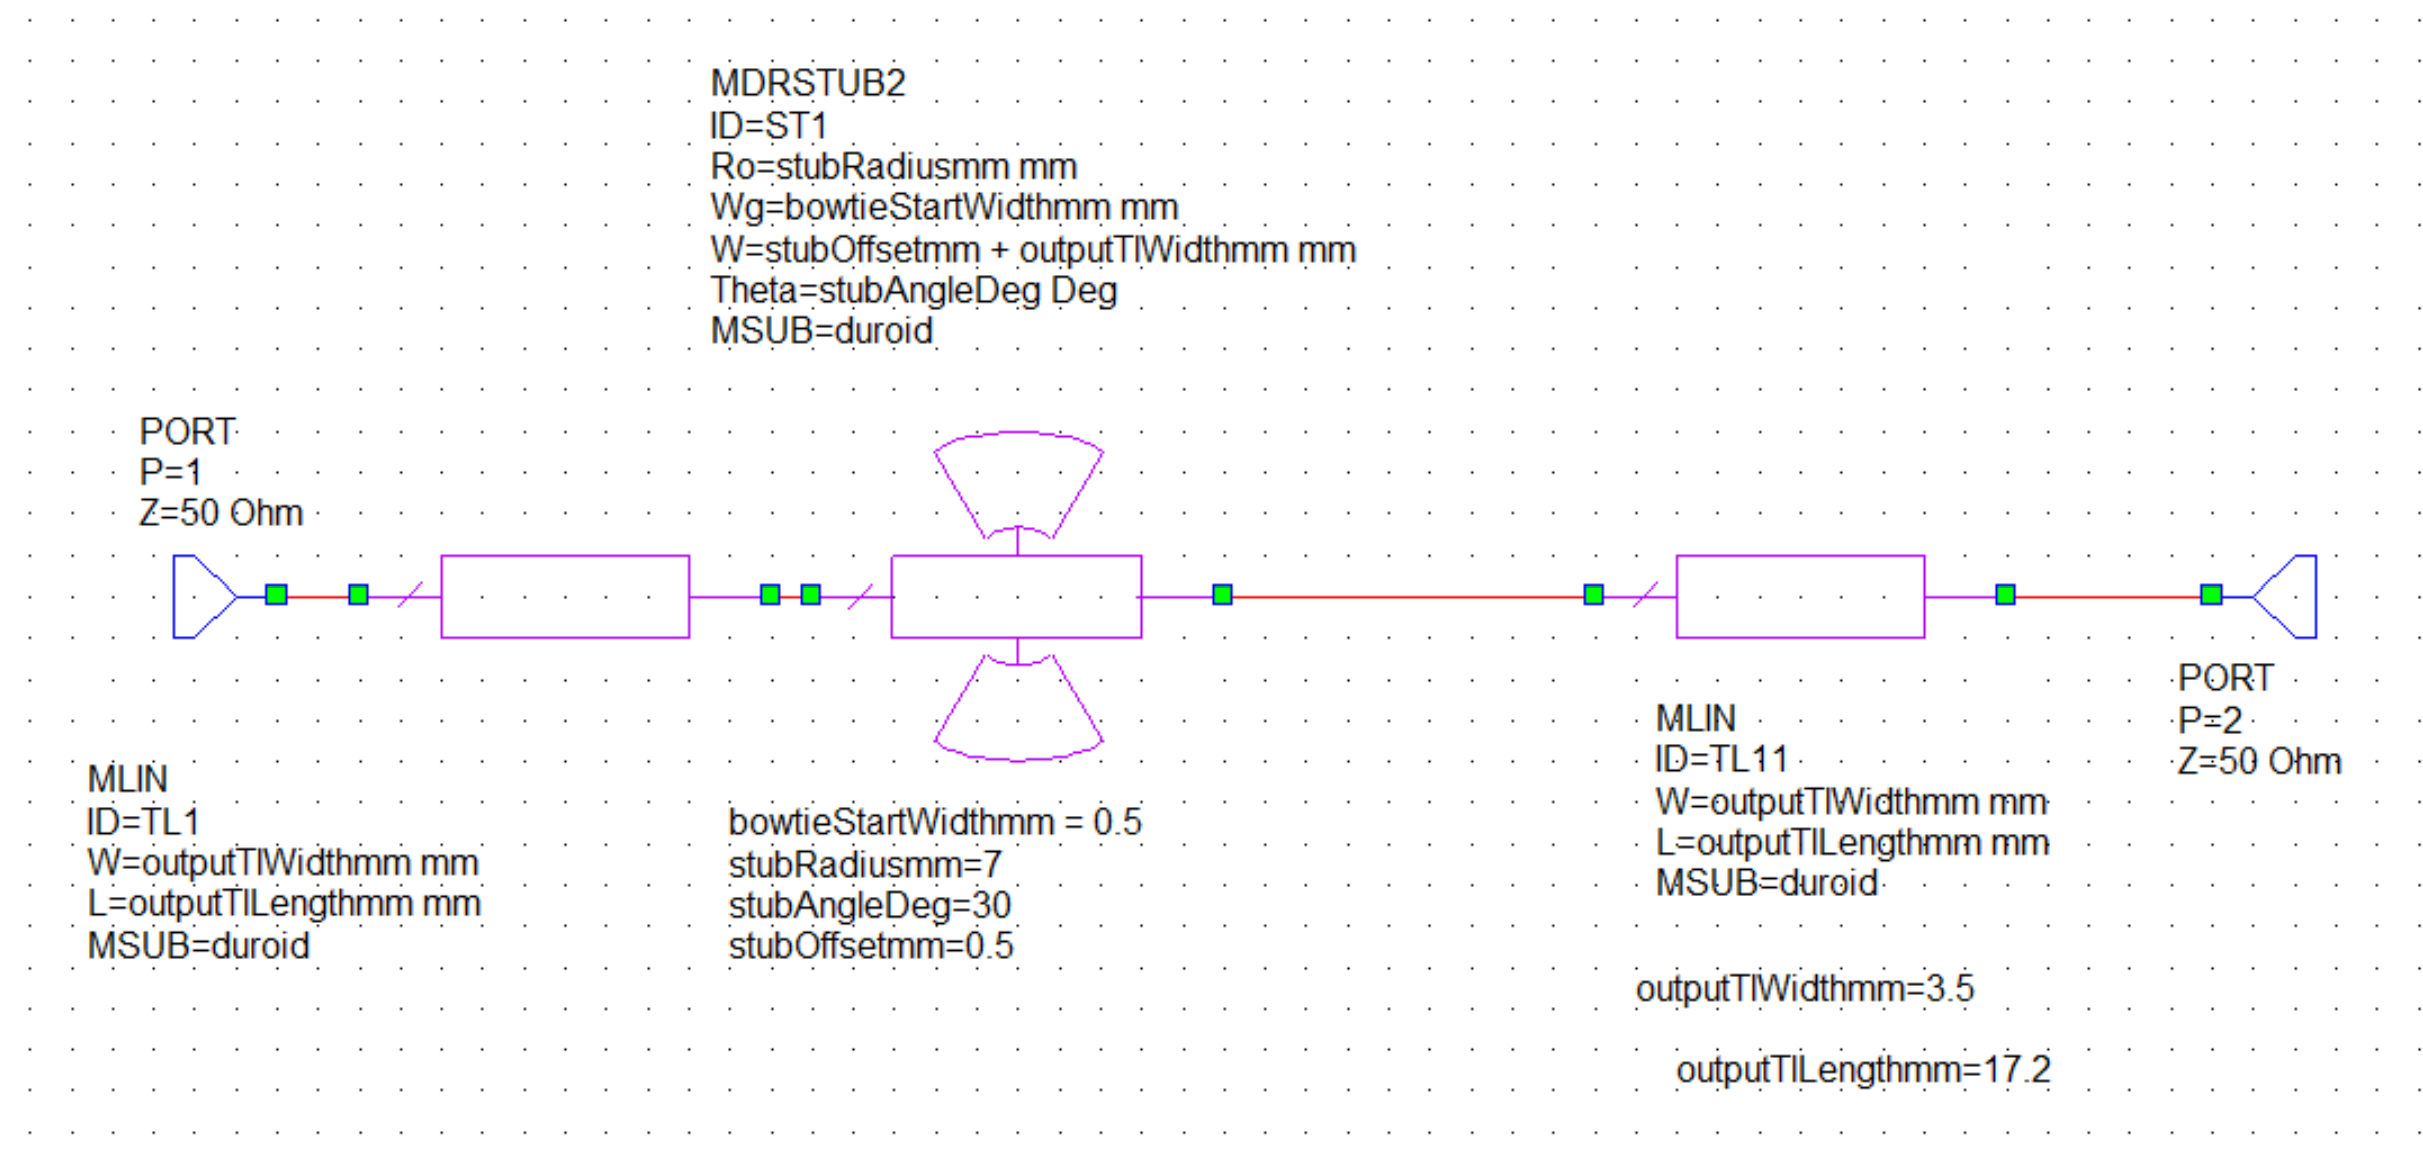 MDRSTUB2
ID=ST1
Ro=stubRadiusmm mm
Wg=bowtieStartWidthmm mm
W=stubOffsetmm + outputTlWidthmm mm
Theta=stubAngleDeg Deg
MSUB=duroid
PORT
P=1
Z=50 Ohm
PORT
P=2
Z=50 Ohm
MLIN
ID=TL1
W=outputTlWidthmm mm
L=outputTlLengthmm mm
MSUB=duroid
bowtieStartWidthmm = 0.5
stubRadiusmm=7
stubAngleDeg=30
stubOffsetmm=0.5
MLIN
ID=TL11
W=outputTlWidthmm mm
L=outputTlLengthmm mm
MSUB=duroid
outputTlWidthmm=3.5
outputTlLengthmm=17.2